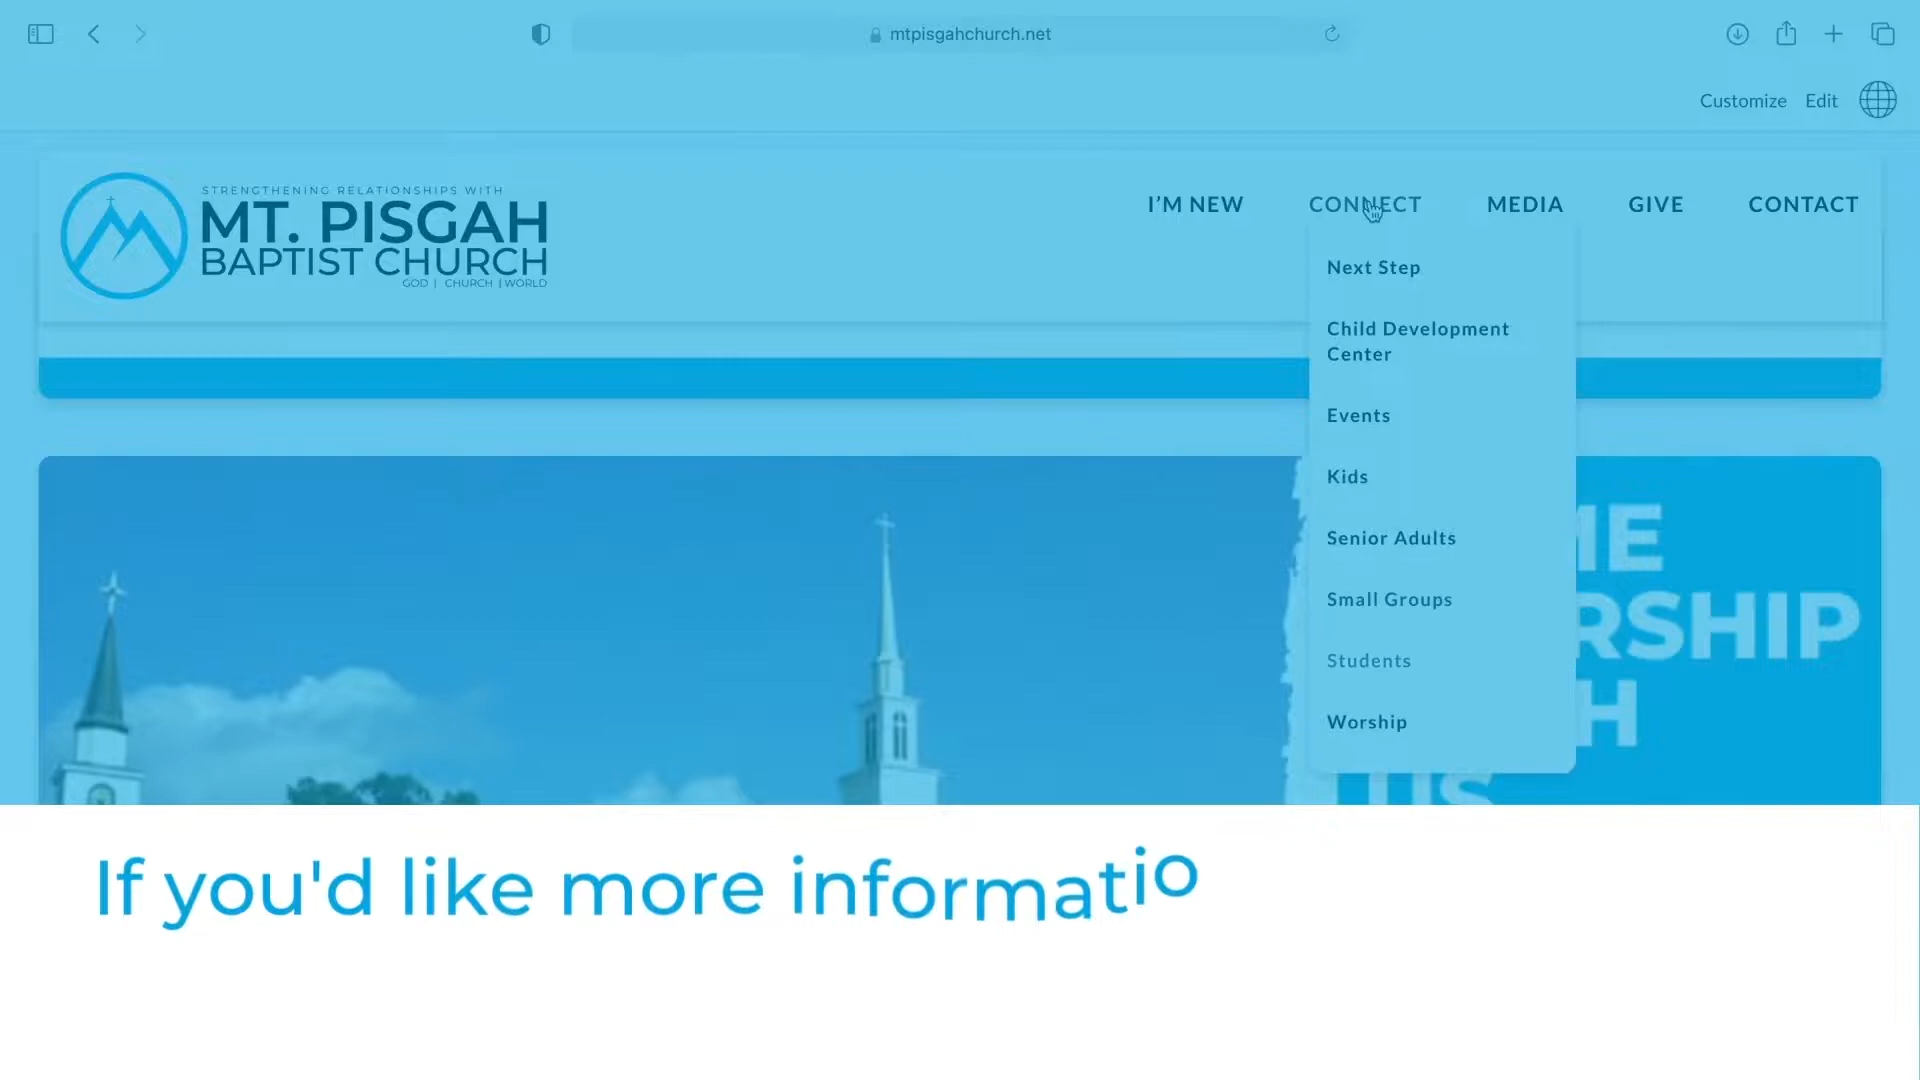 mtpisgahchurch.net
Customize Edit
STRENGTHENING RELATIONSHIPS WITH
MT. PISGAH
BAPTIST CHURCH
GOD | CHURCH | WORLD
I'M NEW CONNECT MEDIA GIVE CONTACT
Next Step
Child Development
Center
Events
Kids
Senior Adults
Small Groups
Students
Worship
US
If you'd like more informatio